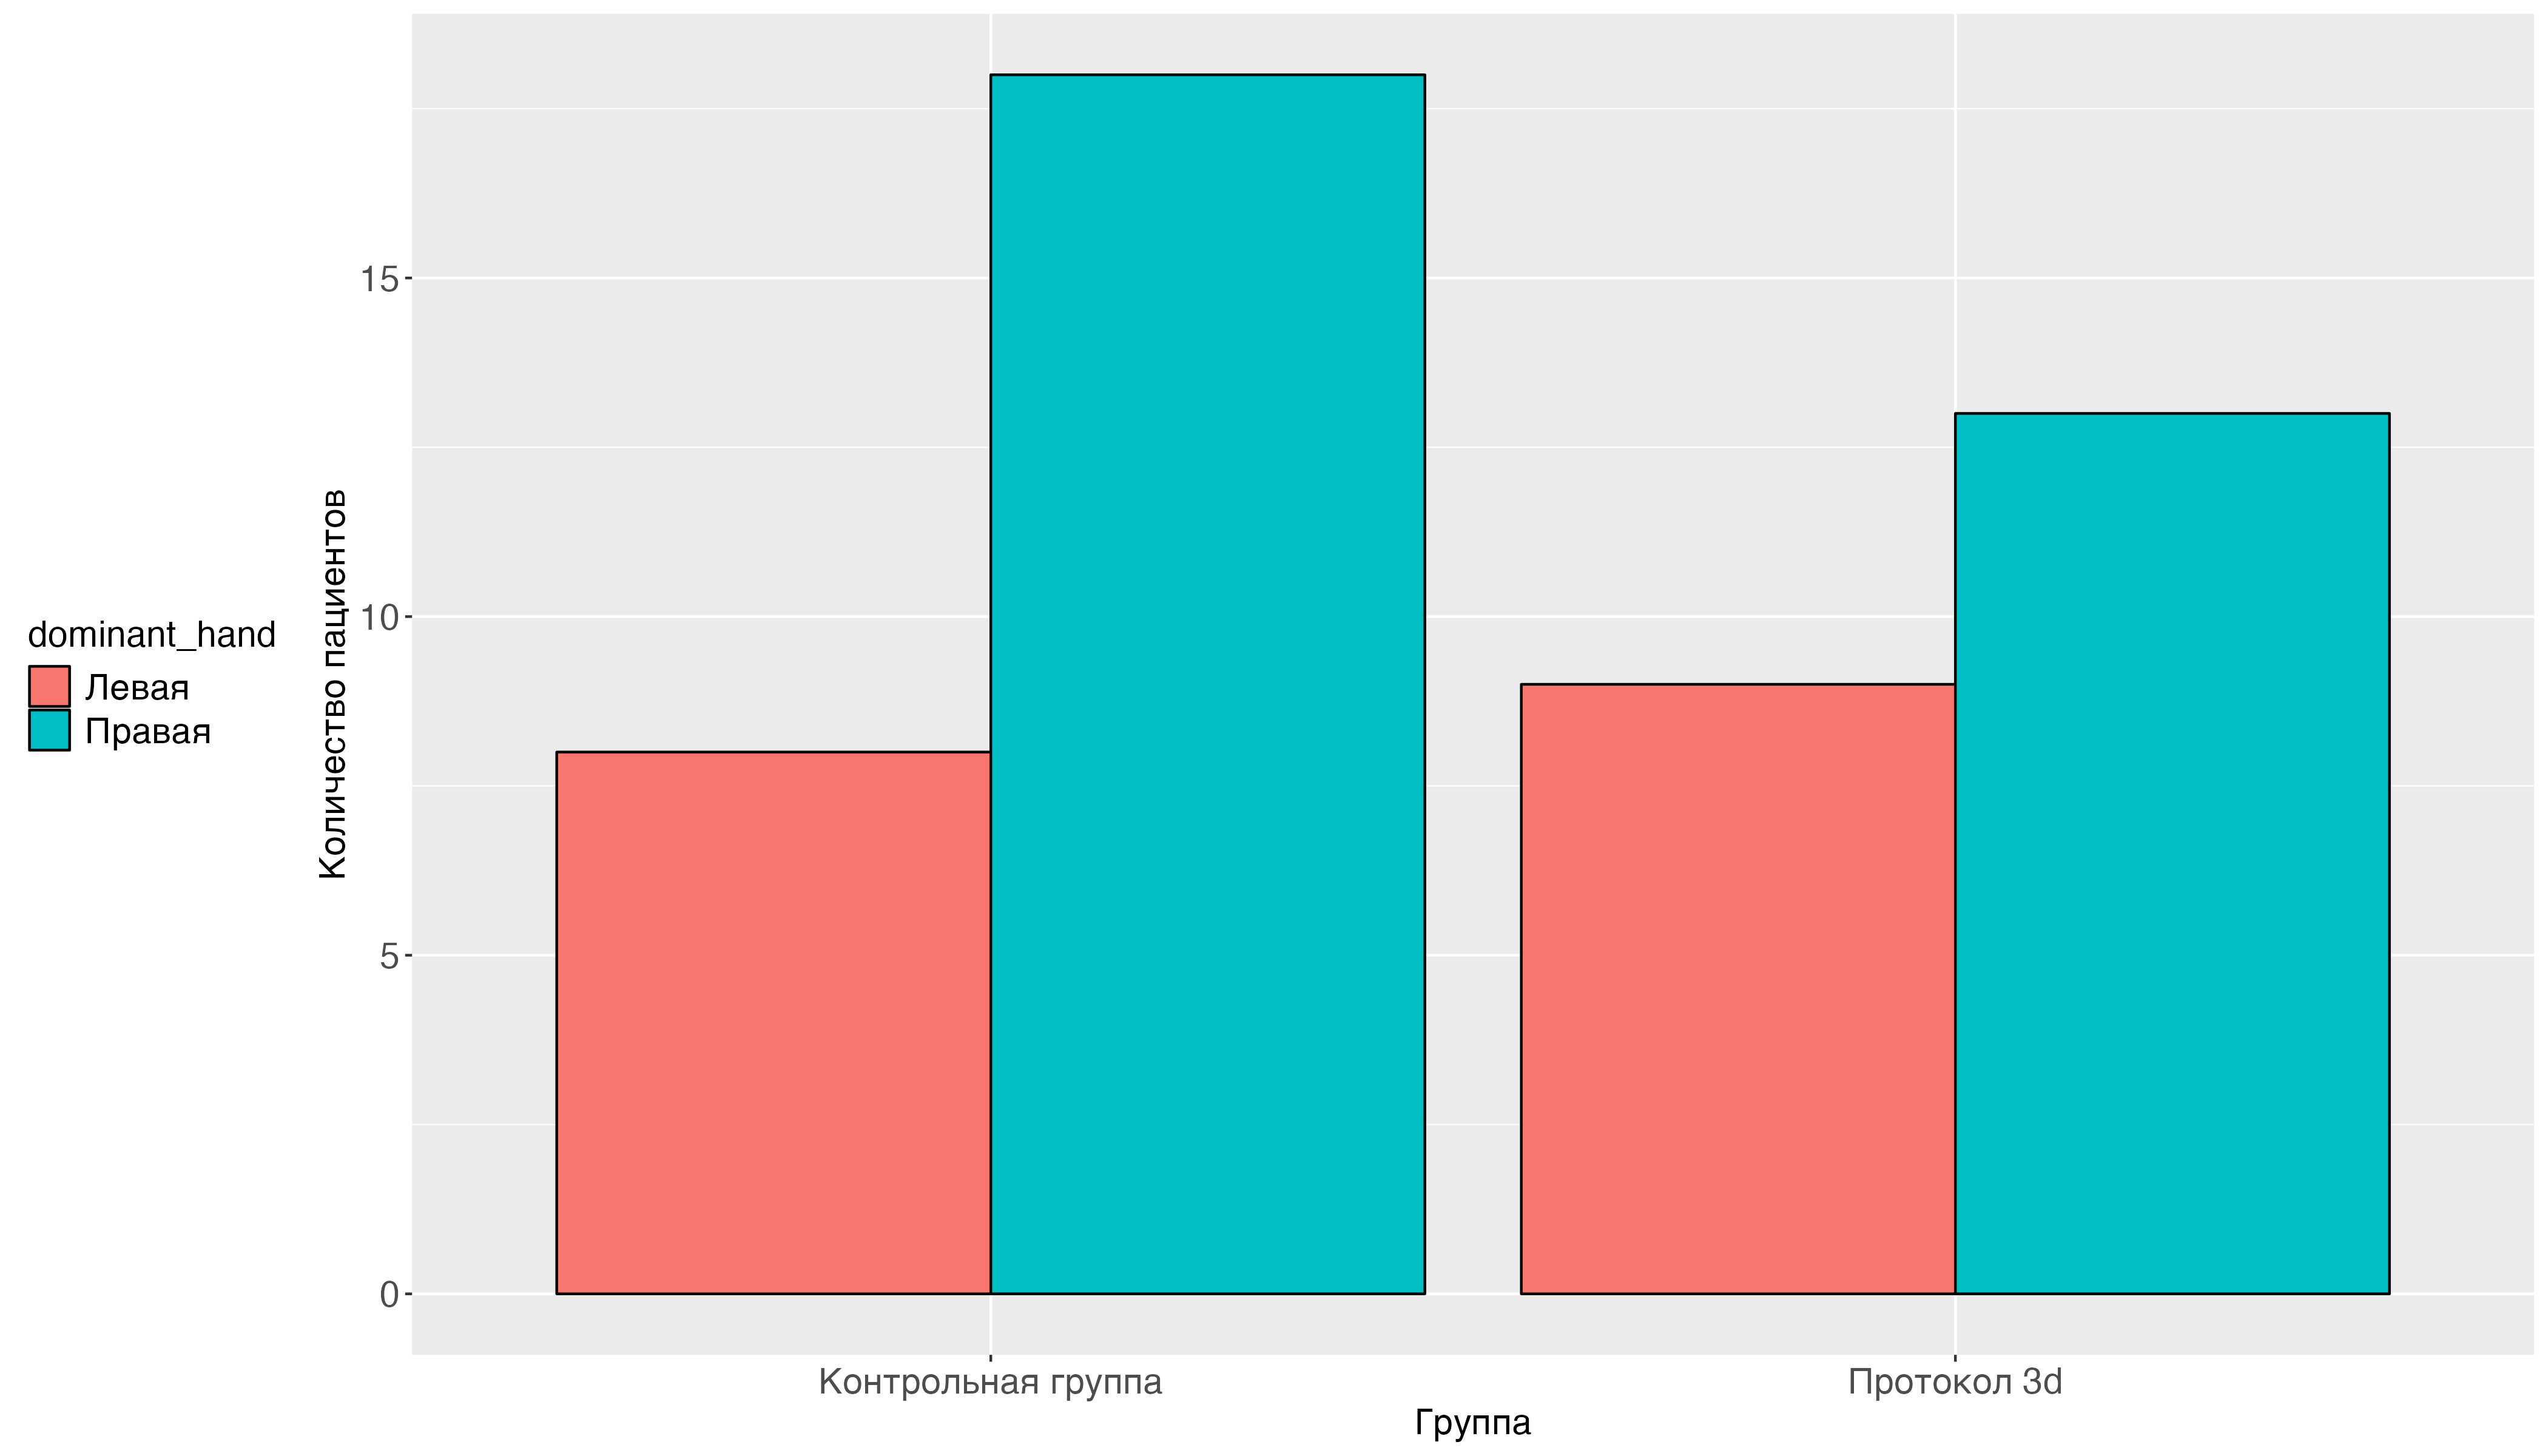 dominant_hand
Левая
Правая
Количество пациентов
15
10
5
0
Контрольная группа
Протокол 3d
Группа